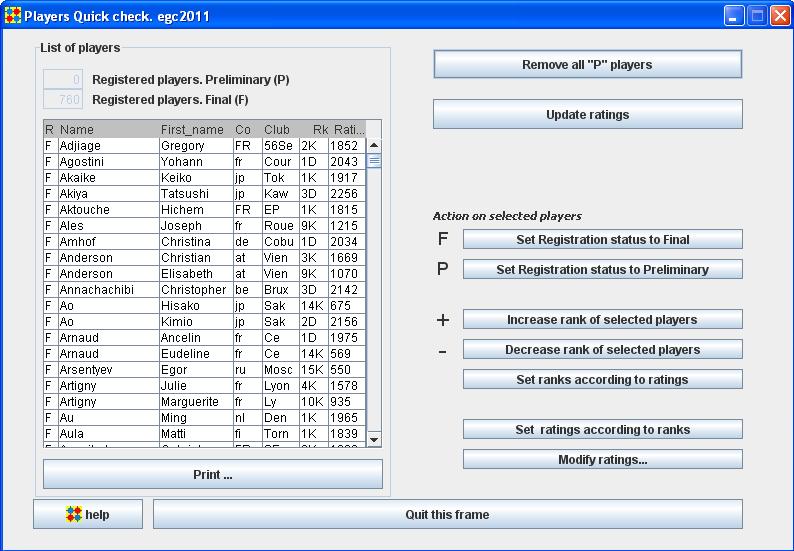 Players Quick check. egc2011
List of players
0 Registered players. Preliminary (P)
760 Registered players. Final (F)
R Name First_name Co Club Rk Rati...
F Adjiage Gregory FR 56Se 2K 1852
F Agostini Yohann fr Cour 1D 2043
F Akaike Keiko jp Tok 1K 1917
F Akiya Tatsushi jp Kaw 3D 2256
F Aktouche Hichem FR EP 1K 1815
F Ales Joseph fr Roue 9K 1215
F Amhof Christina de Cobu 1D 2034
F Anderson Christian at Vien 3K 1669
F Anderson Elisabeth at Vien 9K 1070
F Annachachibi Christopher be Brux 3D 2142
F Ao Hisako jp Sak 14K 675
F Ao Kimio jp Sak 2D 2156
F Arnaud Ancelin fr Ce 1D 1975
F Arnaud Eudeline fr Ce 14K 569
F Arsentyev Egor ru Mosc 15K 550
F Artigny Julie fr Lyon 4K 1578
F Artigny Marguerite fr Ly 10K 935
F Au Ming nl Den 1K 1965
F Aula Matti fi Torn 1K 1839
Print ...
help
Remove all "P" players
Update ratings
Action on selected players
F Set Registration status to Final
P Set Registration status to Preliminary
+ Increase rank of selected players
- Decrease rank of selected players
Set ranks according to ratings
Set ratings according to ranks
Modify ratings...
Quit this frame